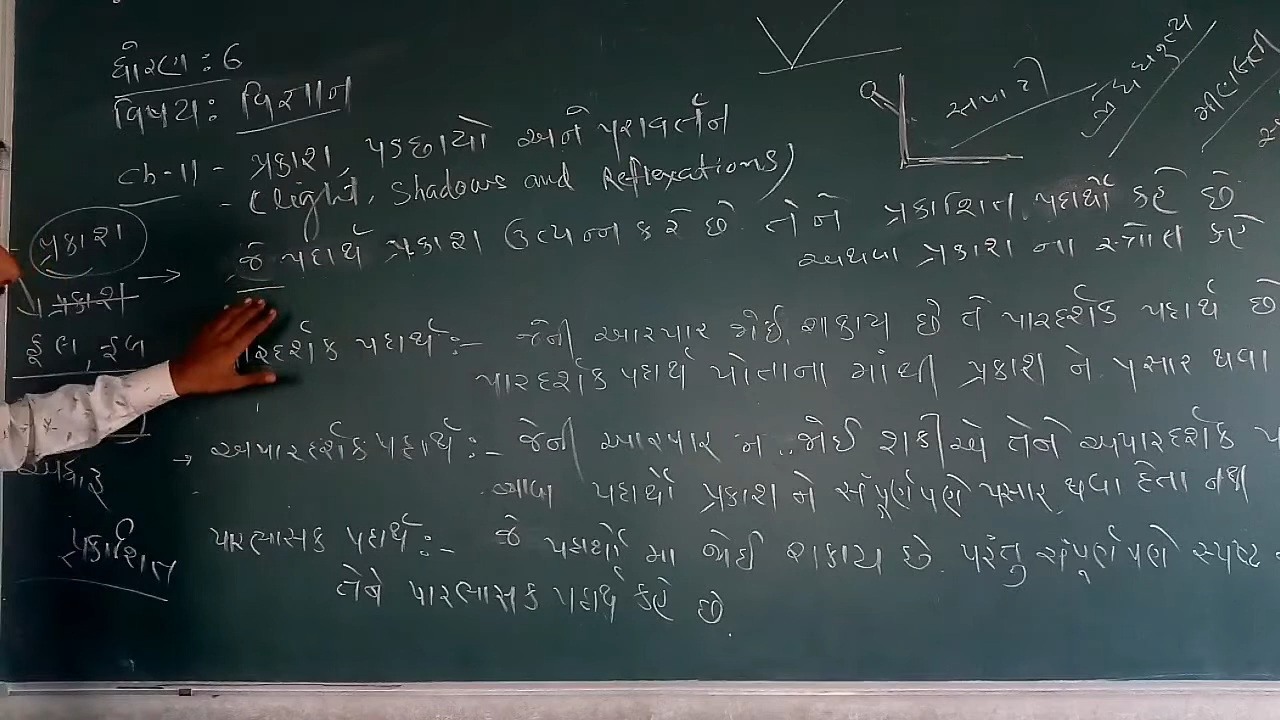 ધોરણ : 6
વિષય : વિજ્ઞાન
Ch-11 - પ્રકાશ, પડછાયો અને પરાવર્તન
- (Light, Shadows and Reflexations)
પ્રકાશ
→ જે પદાર્થ પ્રકાશ ઉત્પન્ન કરે છે. તેને પ્રકાશિત પદાર્થો કહે છે
અથવા પ્રકાશ ના સ્ત્રોત કહે
પ્રકાશ
પારદર્શક પદાર્થ :- જેની આરપાર જોઈ શકાય છે તે પારદર્શક પદાર્થ છે
પારદર્શક પદાર્થ પોતાના માંથી પ્રકાશ ને પસાર થવા
→ અપારદર્શક પદાર્થ :- જેની આરપાર ન જોઈ શકીએ તેને અપારદર્શક
આવા પદાર્થો પ્રકાશ ને સંપૂર્ણપણે પસાર થવા દેતા નથ
પારભાસક પદાર્થ :- જે પદાર્થો મા જોઈ શકાય છે. પરંતુ સંપૂર્ણપણે સ્પષ્ટ
તેને પારભાસક પદાર્થ કહે છે.
પ્રકાશિત
સપાટી